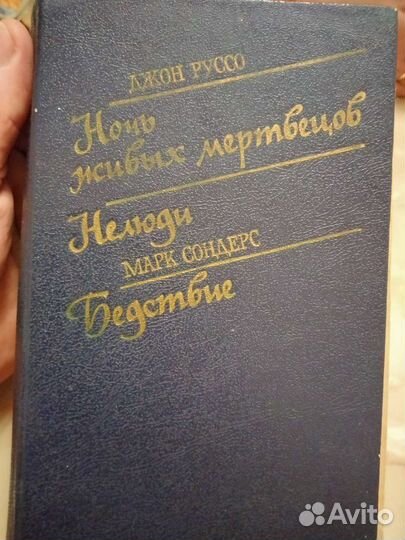 ДЖОН РУССО
Ночь
живых мертвецов
Нелюди
МАРК СОНДЕРС
Бедствие
Avito